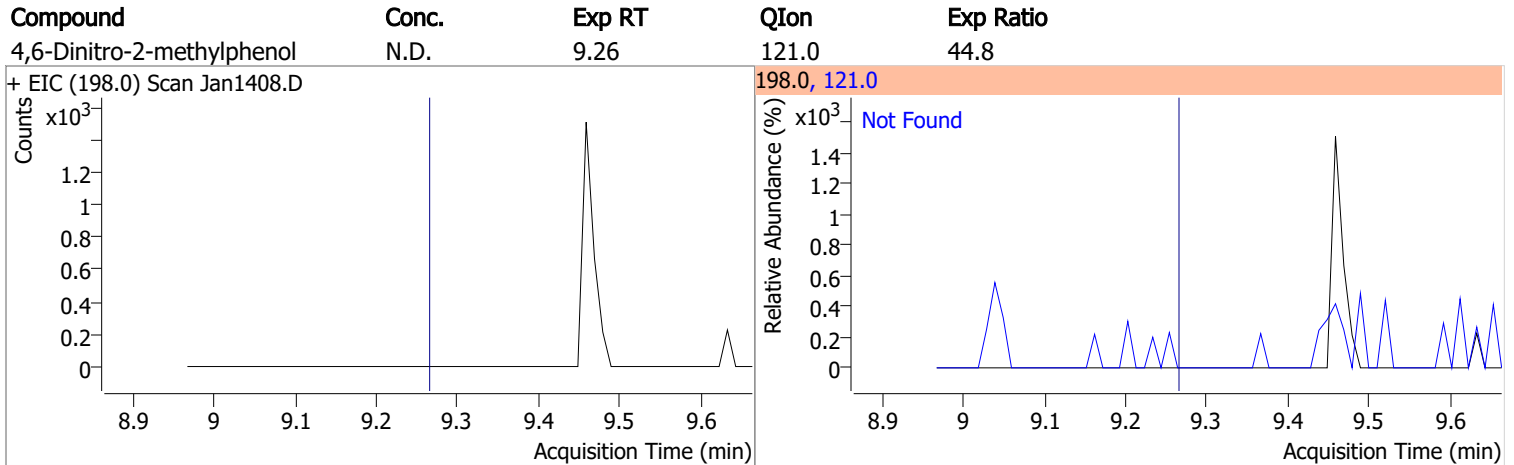 Compound Conc. Exp RT QIon Exp Ratio
4,6-Dinitro-2-methylphenol N.D. 9.26 121.0 44.8
+ EIC (198.0) Scan Jan1408.D
Counts
x10³
1.2
1
0.8
0.6
0.4
0.2
0
8.9 9 9.1 9.2 9.3 9.4 9.5 9.6
Acquisition Time (min)
198.0, 121.0
Relative Abundance (%)
x10³
Not Found
1.4
1.2
1
0.8
0.6
0.4
0.2
0
8.9 9 9.1 9.2 9.3 9.4 9.5 9.6
Acquisition Time (min)